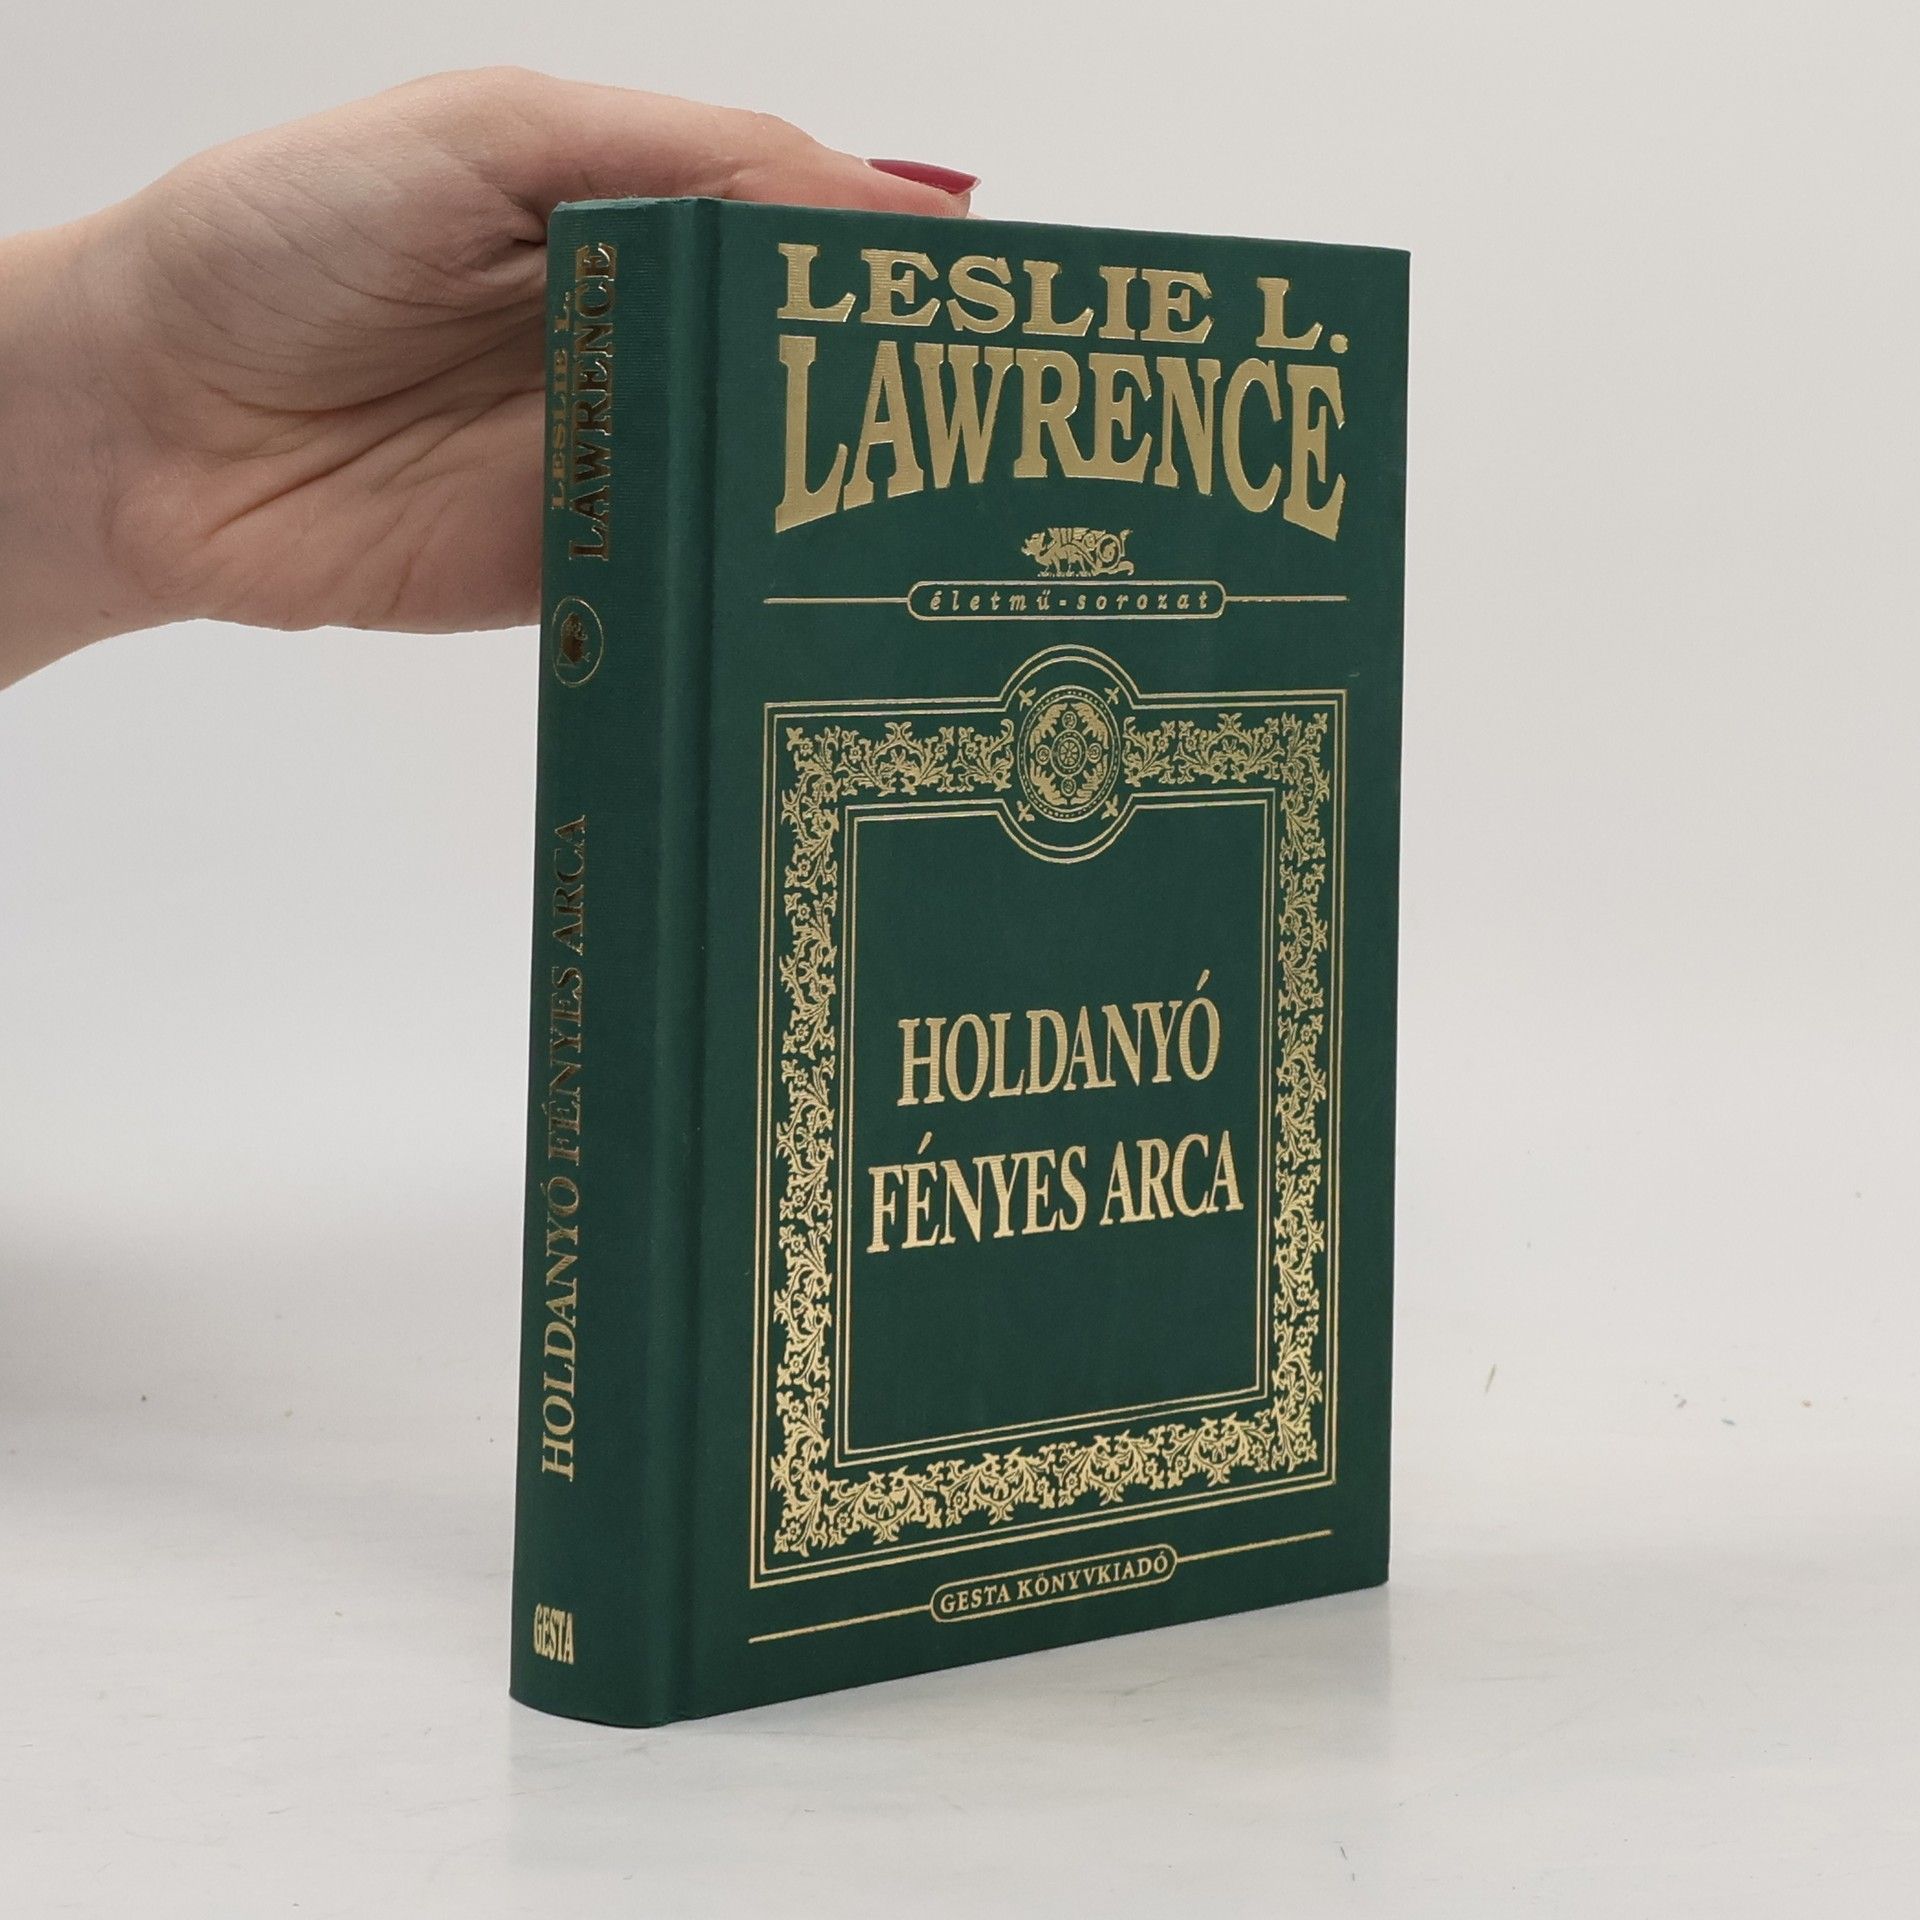 LESLIE L.
LAWRENCE
életmű-sorozat
HOLDANYÓ
FÉNYES ARCA
GESTA KÖNYVKIADÓ
LESLIE L.
LAWRENCE
HOLDANYÓ FÉNYES ARCA
GESTA